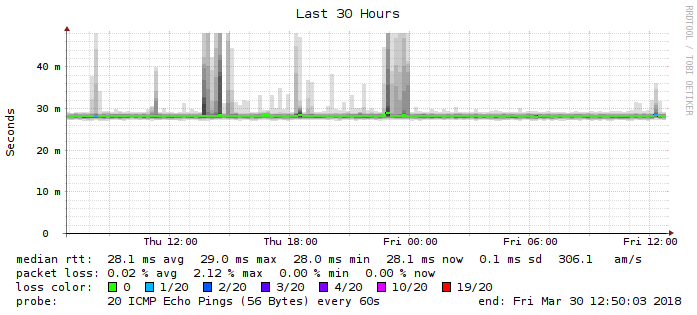 Last 30 Hours
RRDTOOL / TOBI OETIKER
Seconds
40 m
30 m
20 m
10 m
0
Thu 12:00 Thu 18:00 Fri 00:00 Fri 06:00 Fri 12:00
median rtt: 28.1 ms avg 29.0 ms max 28.0 ms min 28.1 ms now 0.1 ms sd 306.1 am/s
packet loss: 0.02 % avg 2.12 % max 0.00 % min 0.00 % now
loss color: 0 1/20 2/20 3/20 4/20 10/20 19/20
probe: 20 ICMP Echo Pings (56 Bytes) every 60s end: Fri Mar 30 12:50:03 2018